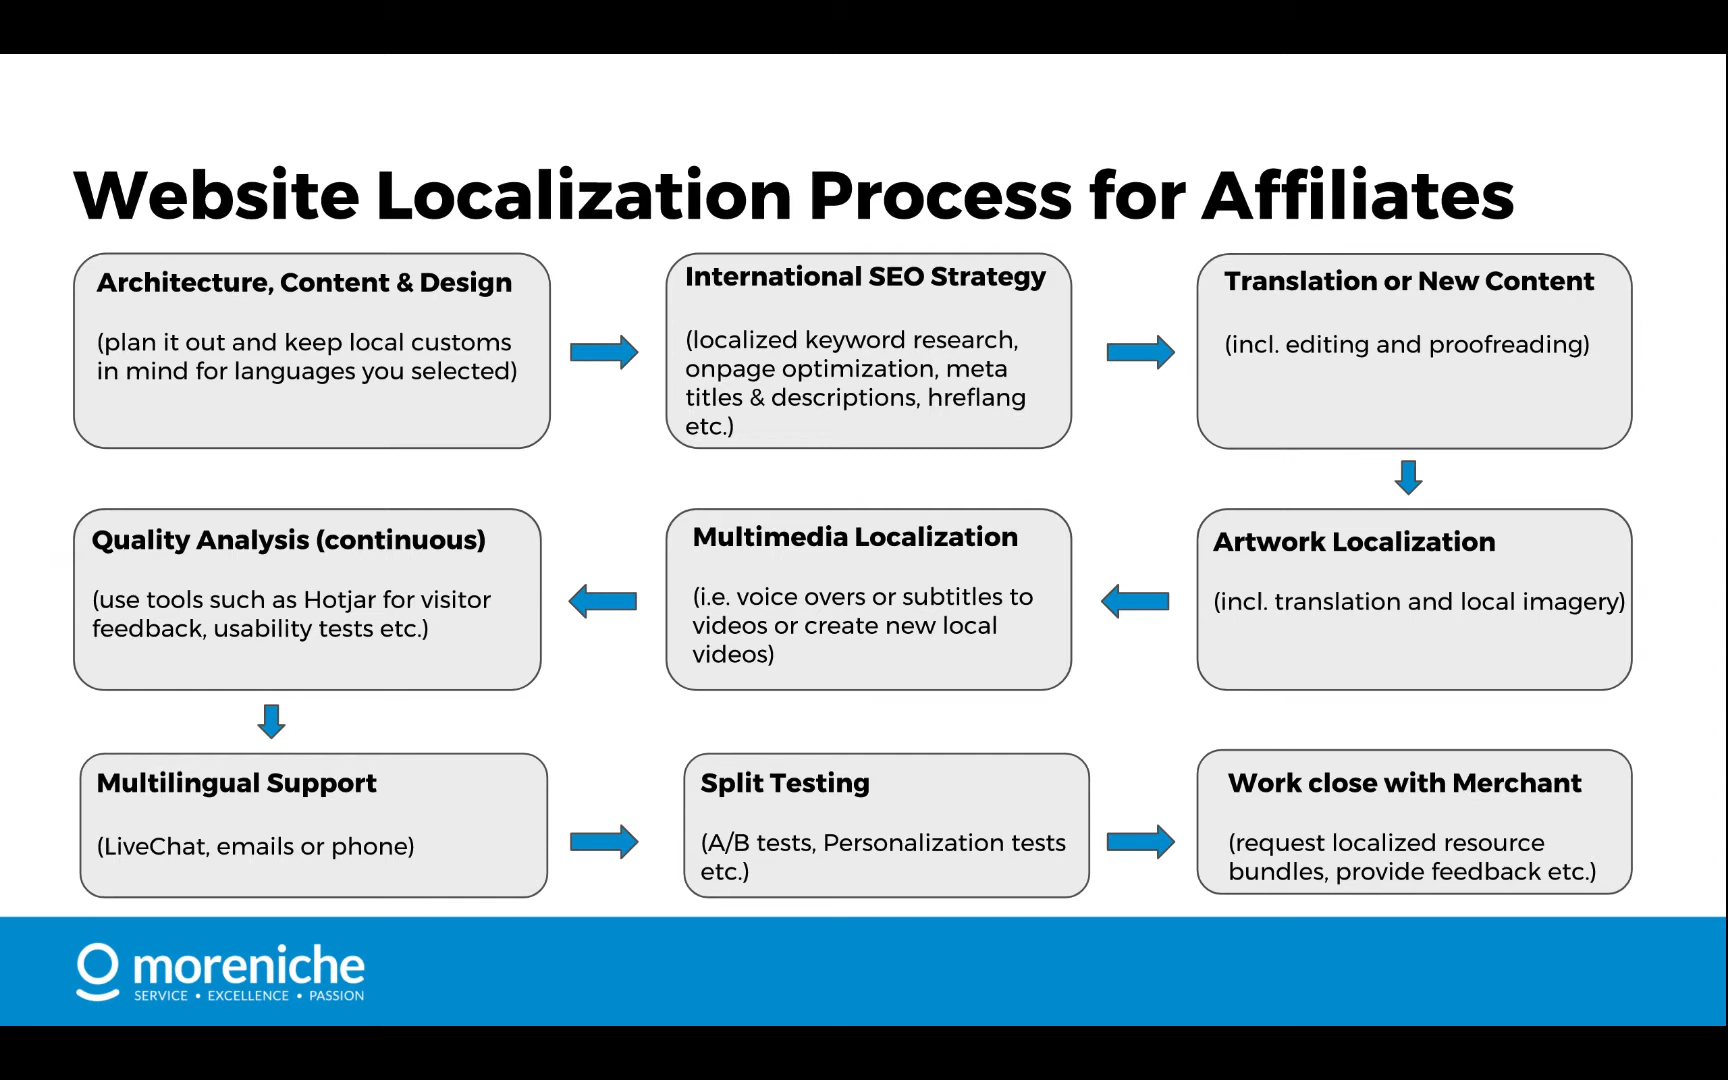 Website Localization Process for Affiliates
Architecture, Content & Design
(plan it out and keep local customs
in mind for languages you selected)
International SEO Strategy
(localized keyword research,
onpage optimization, meta
titles & descriptions, hreflang
etc.)
Translation or New Content
(incl. editing and proofreading)
Artwork Localization
(incl. translation and local imagery)
Multimedia Localization
(i.e. voice overs or subtitles to
videos or create new local
videos)
Quality Analysis (continuous)
(use tools such as Hotjar for visitor
feedback, usability tests etc.)
Multilingual Support
(LiveChat, emails or phone)
Split Testing
(A/B tests, Personalization tests
etc.)
Work close with Merchant
(request localized resource
bundles, provide feedback etc.)
moreniche
SERVICE • EXCELLENCE • PASSION